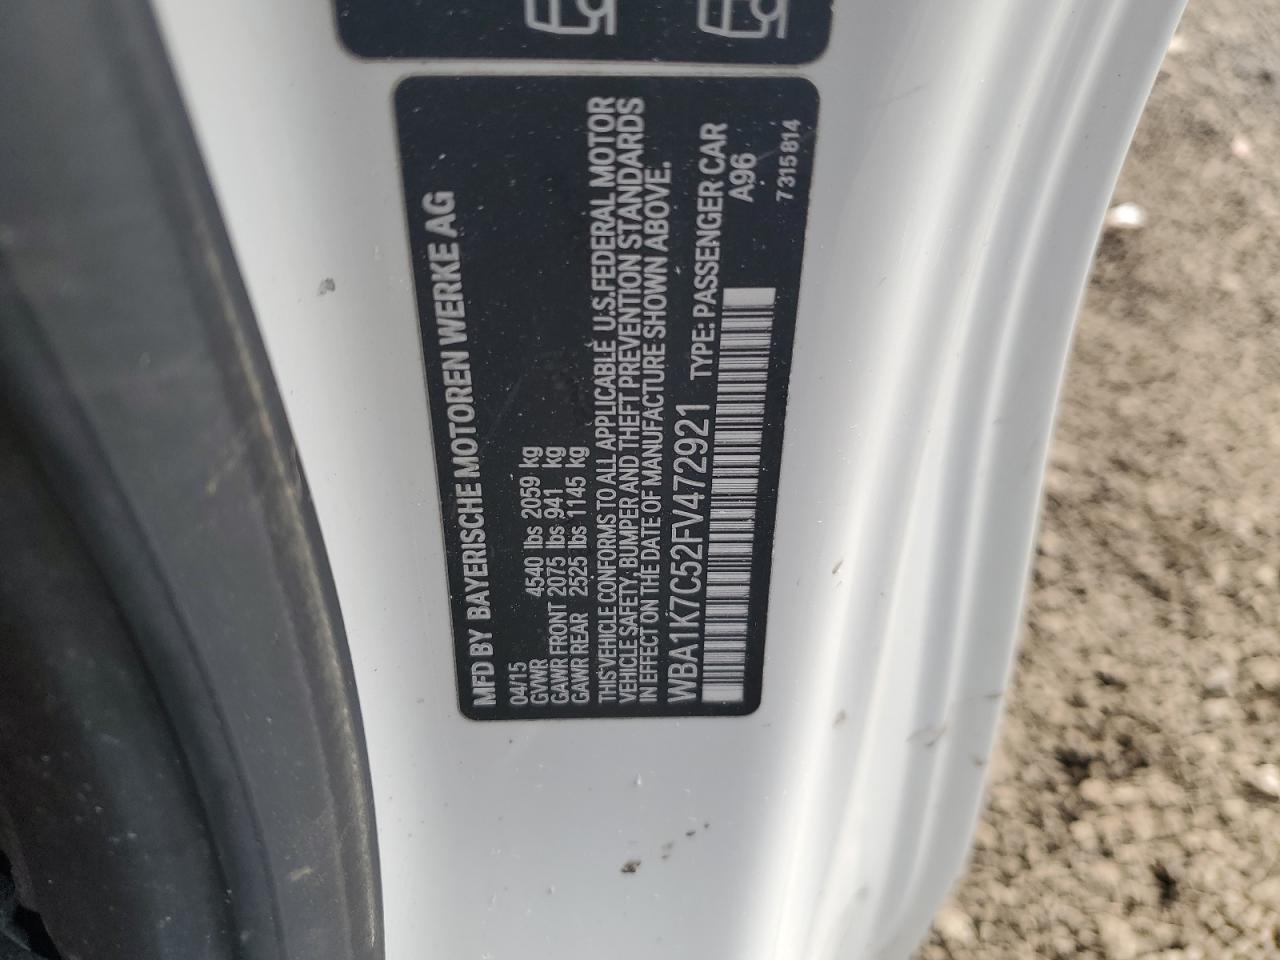 MFD BY BAYERISCHE MOTOREN WERKE AG
04/15
GVWR 4540 lbs 2059 kg
GAWR FRONT 2075 lbs 941 kg
GAWR REAR 2525 lbs 1145 kg
THIS VEHICLE CONFORMS TO ALL APPLICABLE U.S.FEDERAL MOTOR
VEHICLE SAFETY, BUMPER AND THEFT PREVENTION STANDARDS
IN EFFECT ON THE DATE OF MANUFACTURE SHOWN ABOVE.
WBA1K7C52FV472921 TYPE: PASSENGER CAR
A96
7315814